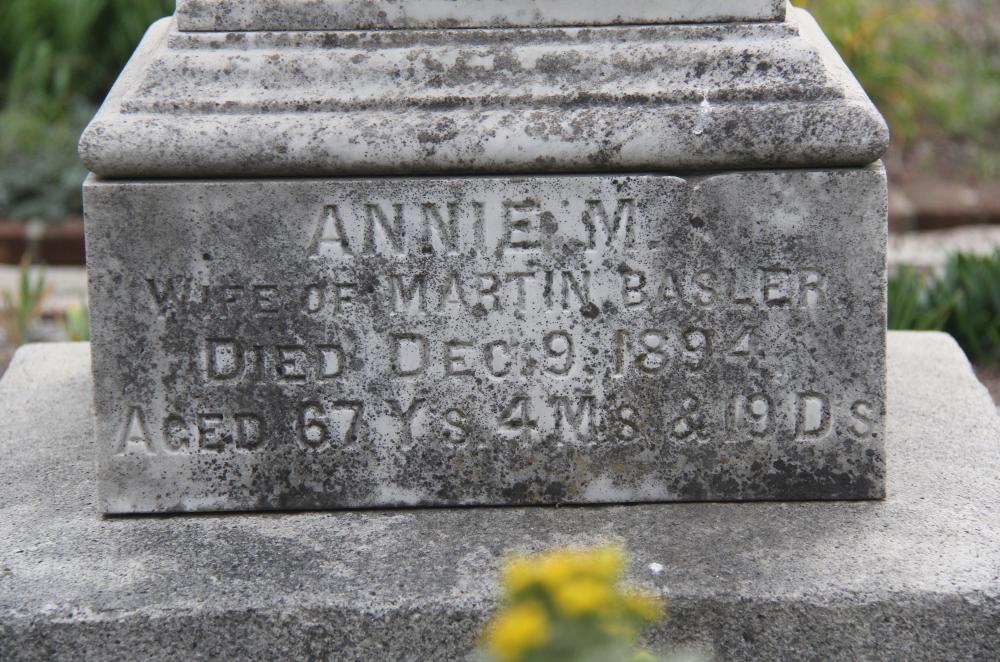 ANNIE M.
WIFE OF MARTIN BASLER
DIED DEC. 9. 1894.
AGED 67 YS. 4 MS. & 19 DS.